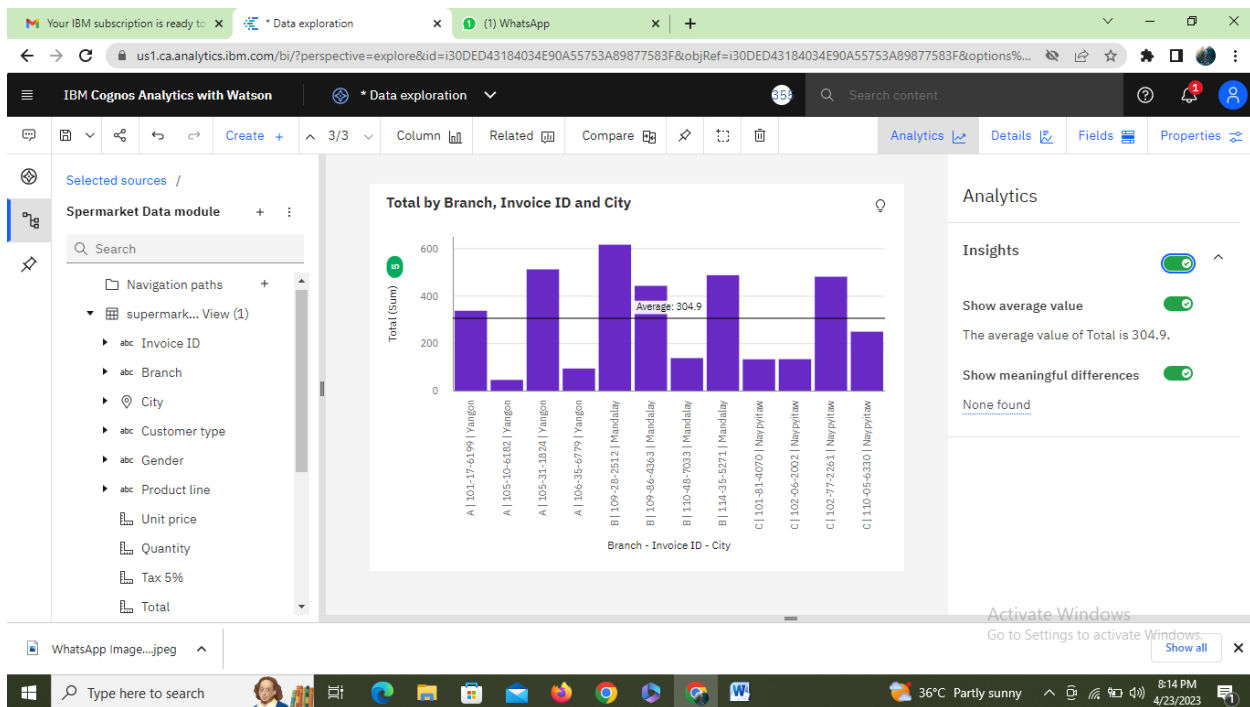 Your IBM subscription is ready to
* Data exploration
(1) WhatsApp
us1.ca.analytics.ibm.com/bi/?perspective=explore&id=i30DED43184034E90A55753A89877583F&objRef=i30DED43184034E90A55753A89877583F&options%...
IBM Cognos Analytics with Watson
* Data exploration
Search content
1
Create +
3/3
Column
Related
Compare
Analytics
Details
Fields
Properties
Selected sources /
Spermarket Data module
Search
Navigation paths
supermark... View (1)
abc Invoice ID
abc Branch
City
abc Customer type
abc Gender
abc Product line
Unit price
Quantity
Tax 5%
Total
Total by Branch, Invoice ID and City
5
Total (Sum)
600
400
200
0
Average: 304.9
A | 101-17-6199 | Yangon
A | 105-10-6182 | Yangon
A | 105-31-1824 | Yangon
A | 106-35-6779 | Yangon
B | 109-28-2512 | Mandalay
B | 109-86-4363 | Mandalay
B | 110-48-7033 | Mandalay
B | 114-35-5271 | Mandalay
C | 101-81-4070 | Naypyitaw
C | 102-06-2002 | Naypyitaw
C | 102-77-2261 | Naypyitaw
C | 110-05-6330 | Naypyitaw
Branch - Invoice ID - City
Analytics
Insights
Show average value
The average value of Total is 304.9.
Show meaningful differences
None found
Activate Windows
Go to Settings to activate Windows.
WhatsApp Image....jpeg
Show all
Type here to search
36°C Partly sunny
8:14 PM
4/23/2023
1